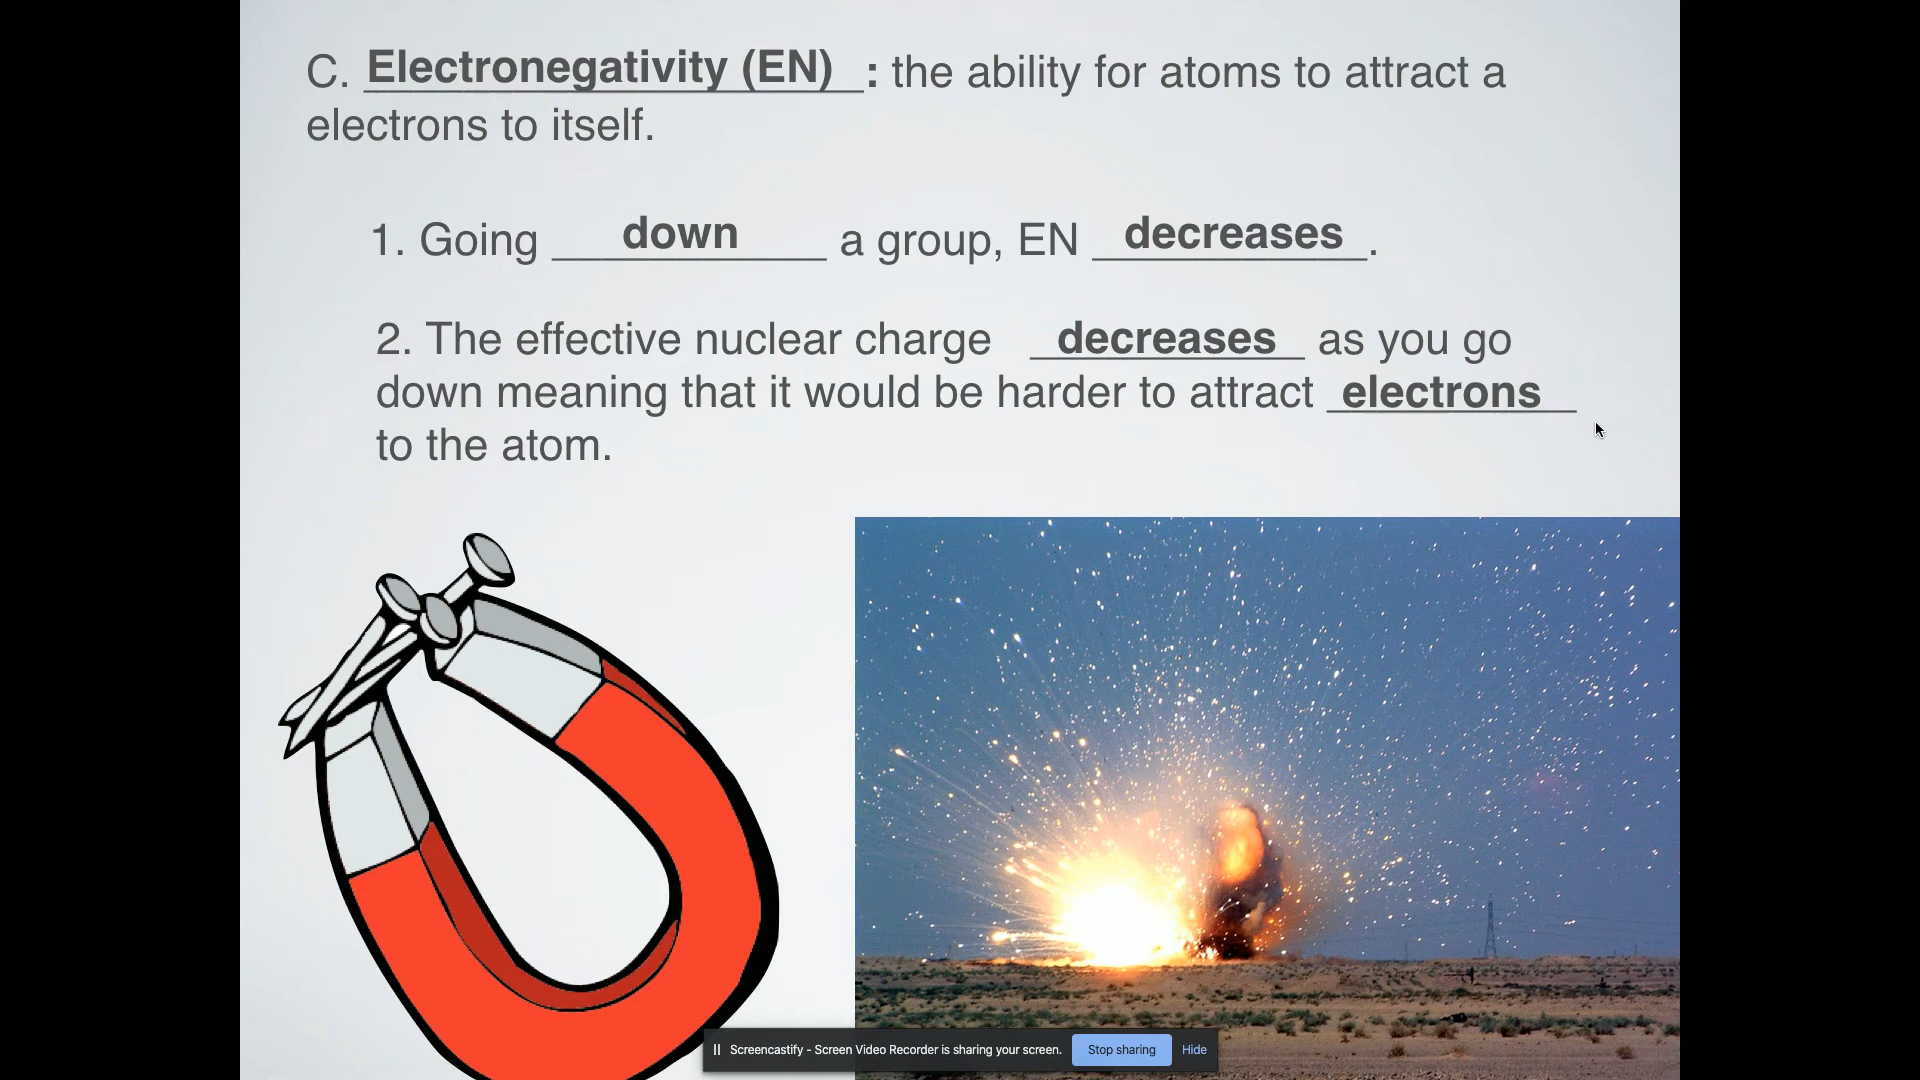 C. Electronegativity (EN): the ability for atoms to attract a
electrons to itself.
1. Going down a group, EN decreases.
2. The effective nuclear charge decreases as you go
down meaning that it would be harder to attract electrons
to the atom.
Screencastify - Screen Video Recorder is sharing your screen. Stop sharing Hide